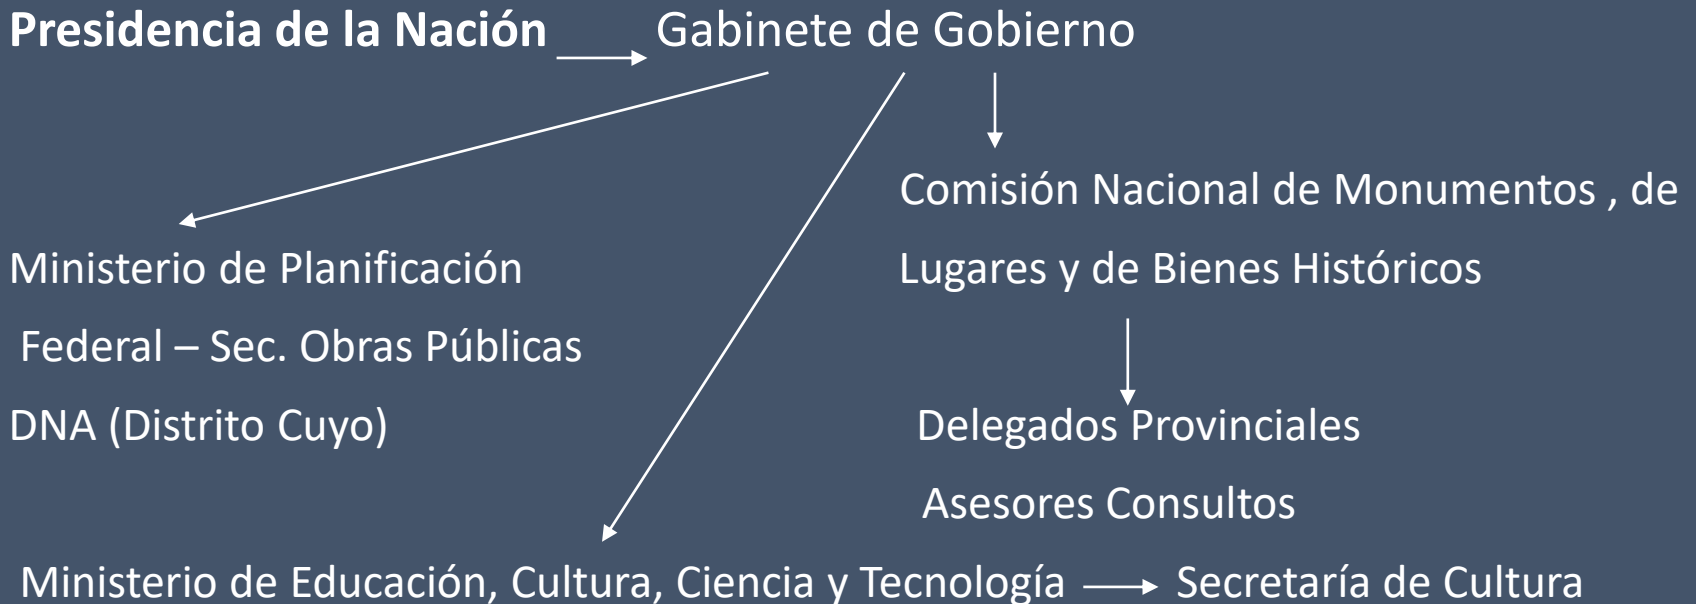 Presidencia de la Nación
Gabinete de Gobierno
Comisión Nacional de Monumentos , de
Lugares y de Bienes Históricos
Ministerio de Planificación
Federal – Sec. Obras Públicas
DNA (Distrito Cuyo)
Delegados Provinciales
Asesores Consultos
Ministerio de Educación, Cultura, Ciencia y Tecnología
Secretaría de Cultura